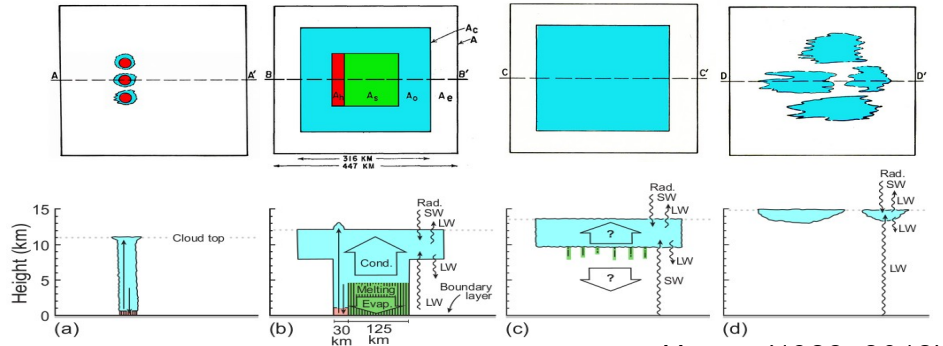 A A'
B B'
A_h A_s A_o A_e
A_c
A
316 KM
447 KM
C C'
D D'
Height (km)
15
10
5
0
Cloud top
Rad.
SW
LW
Cond.
LW
Melting
Evap.
LW
Boundary
layer
30
km
125
km
Rad.
SW
LW
?
LW
?
SW
Rad.
SW
LW
LW
(a) (b) (c) (d)